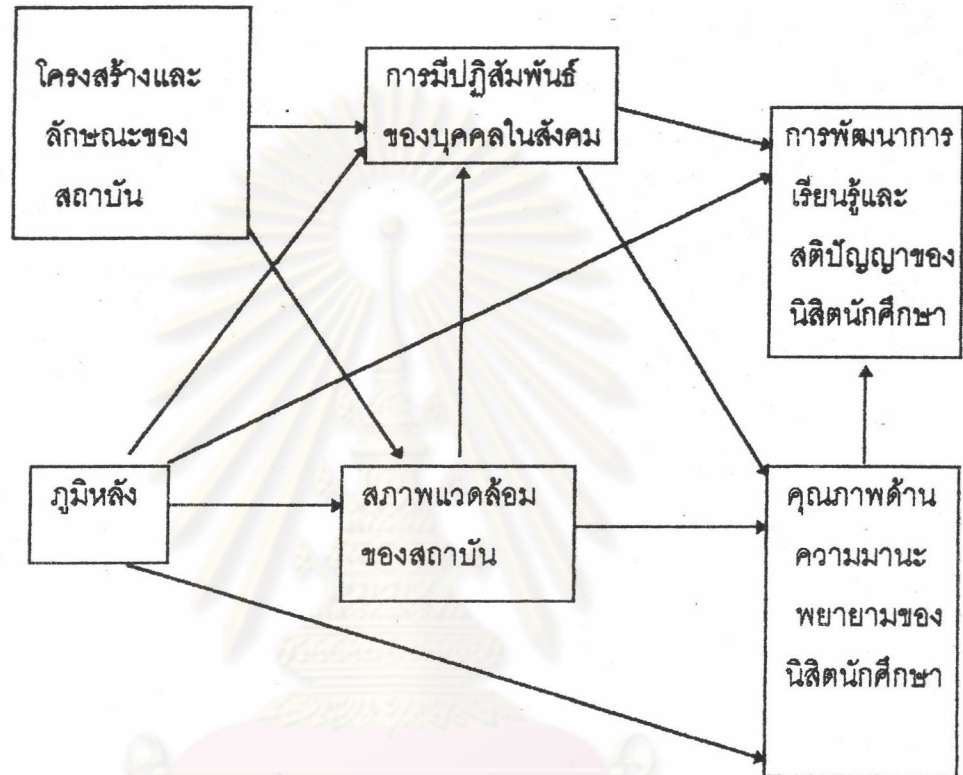 โครงสร้างและ
ลักษณะของ
สถาบัน
การมีปฏิสัมพันธ์
ของบุคคลในสังคม
การพัฒนาการ
เรียนรู้และ
สติปัญญาของ
นิสิตนักศึกษา
ภูมิหลัง
สภาพแวดล้อม
ของสถาบัน
คุณภาพด้าน
ความมานะ
พยายามของ
นิสิตนักศึกษา